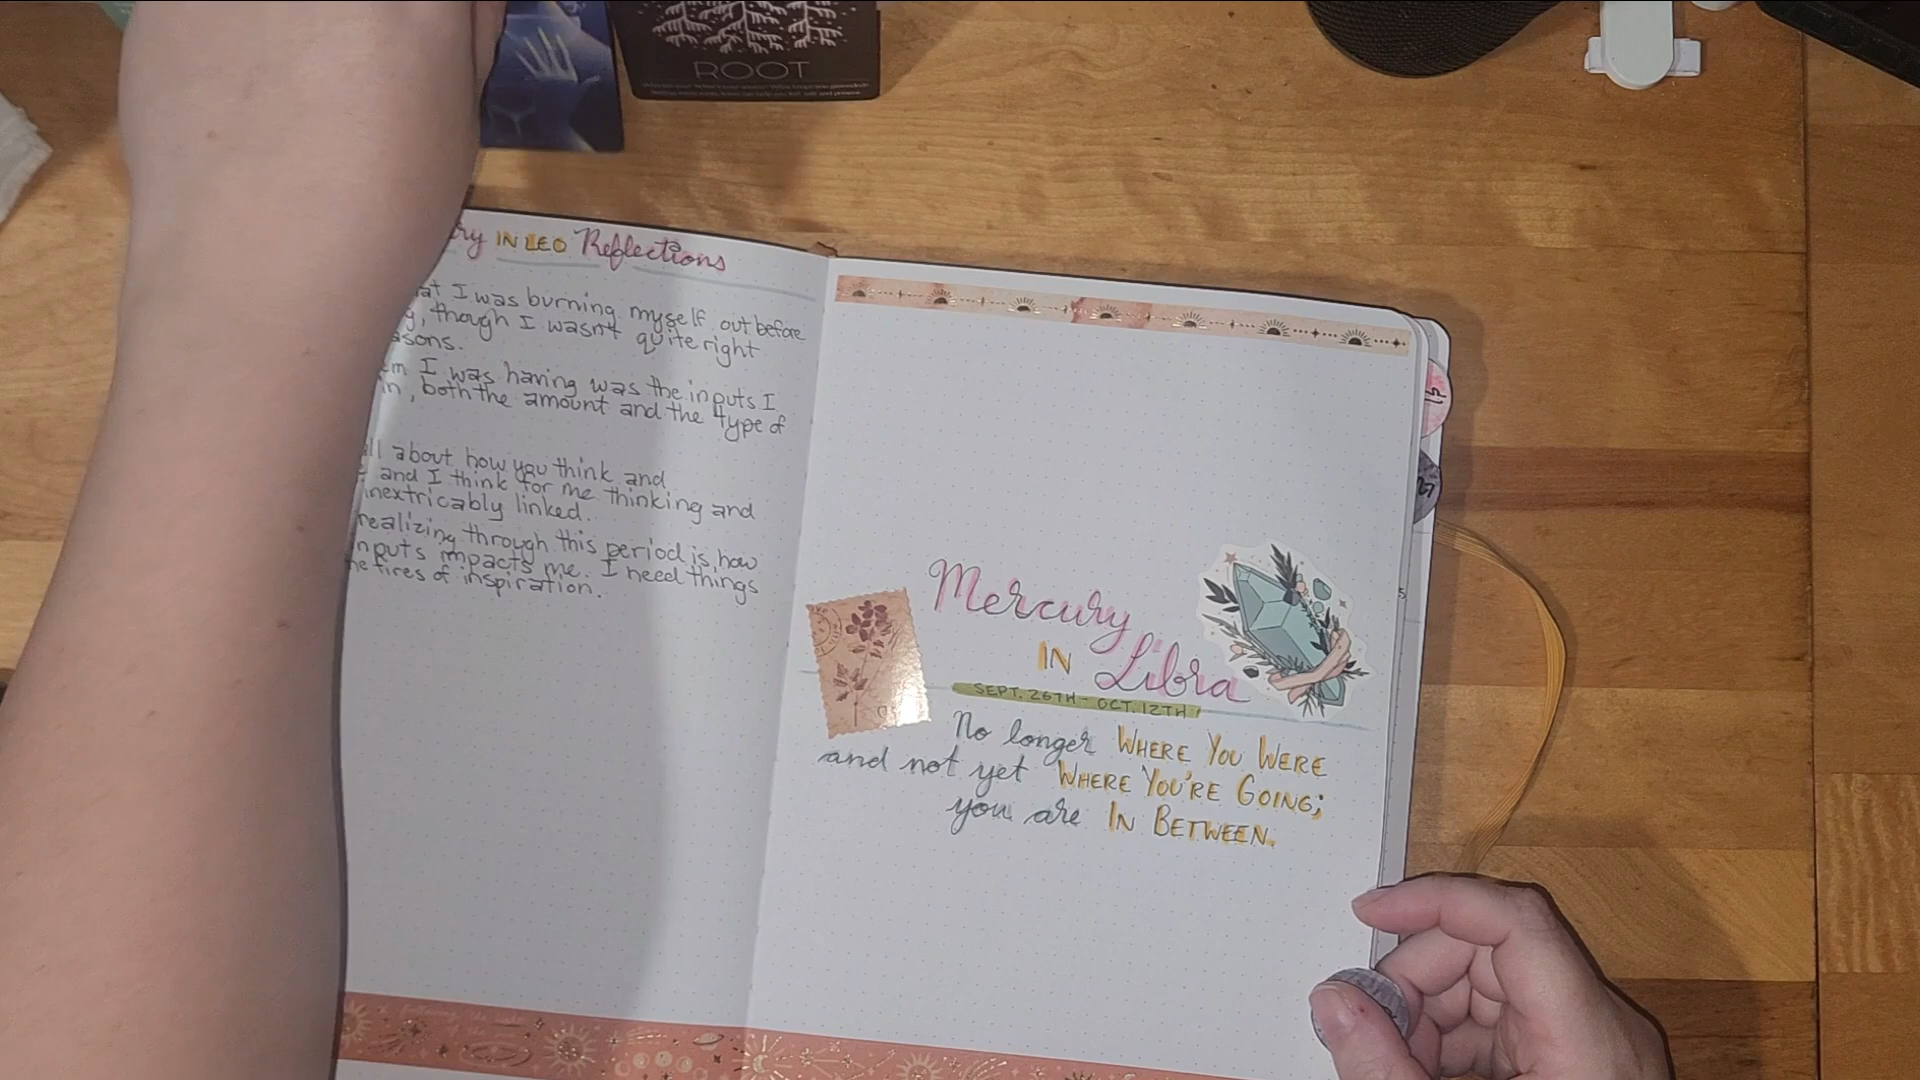 ROOT
IN LEO Reflections
at I was burning myself out before
though I wasn't quite right
asons.
I was having was the inputs I
in, both the amount and the type of
all about how you think and
and I think for me thinking and
inextricably linked.
realizing through this period is how
nputs impacts me. I need things
fires of inspiration.
Mercury
IN Libra
SEPT. 26TH - OCT. 12TH
No longer WHERE YOU WERE
and not yet WHERE YOU'RE GOING;
you are IN BETWEEN.